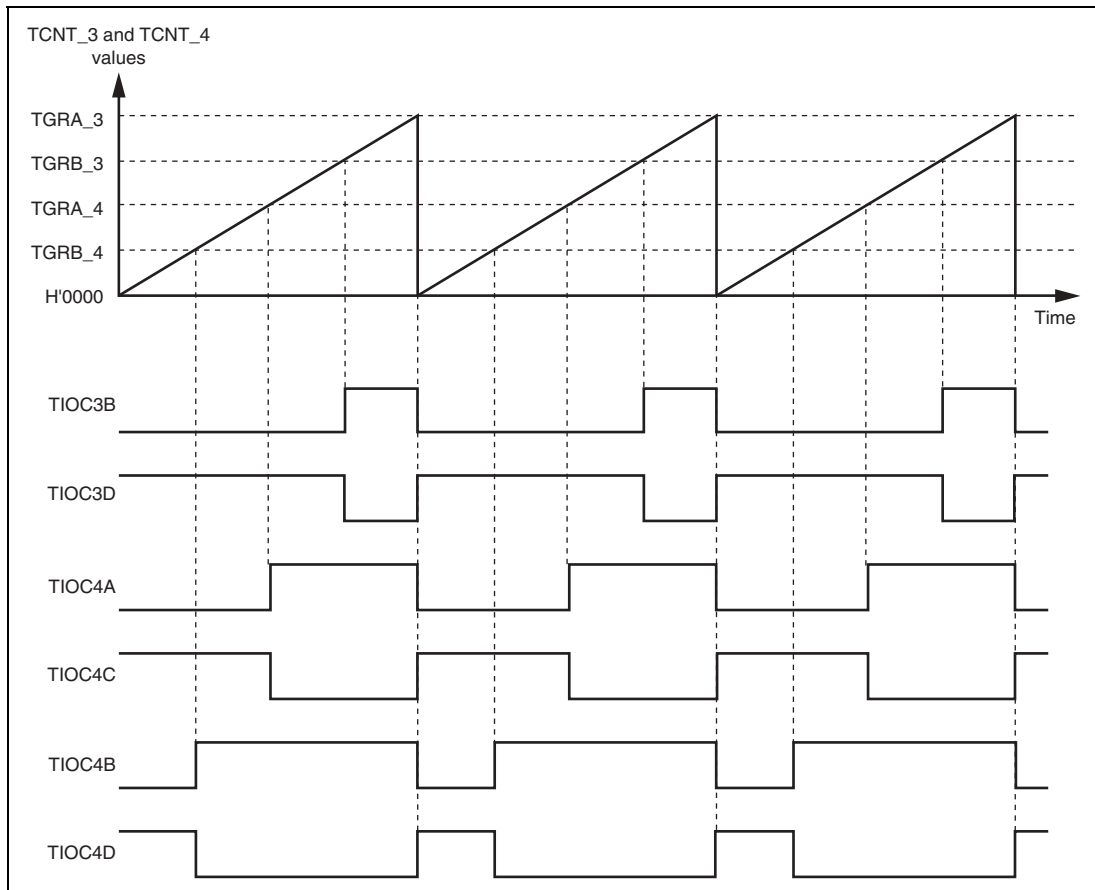 TCNT_3 and TCNT_4
values
TGRA_3
TGRB_3
TGRA_4
TGRB_4
H'0000
Time
TIOC3B
TIOC3D
TIOC4A
TIOC4C
TIOC4B
TIOC4D